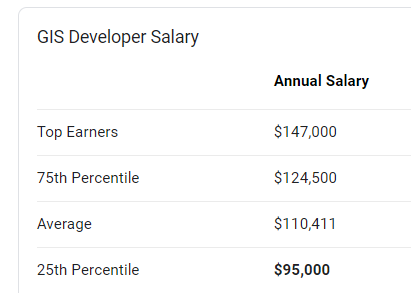 GIS Developer Salary
Annual Salary
Top Earners $147,000
75th Percentile $124,500
Average $110,411
25th Percentile $95,000